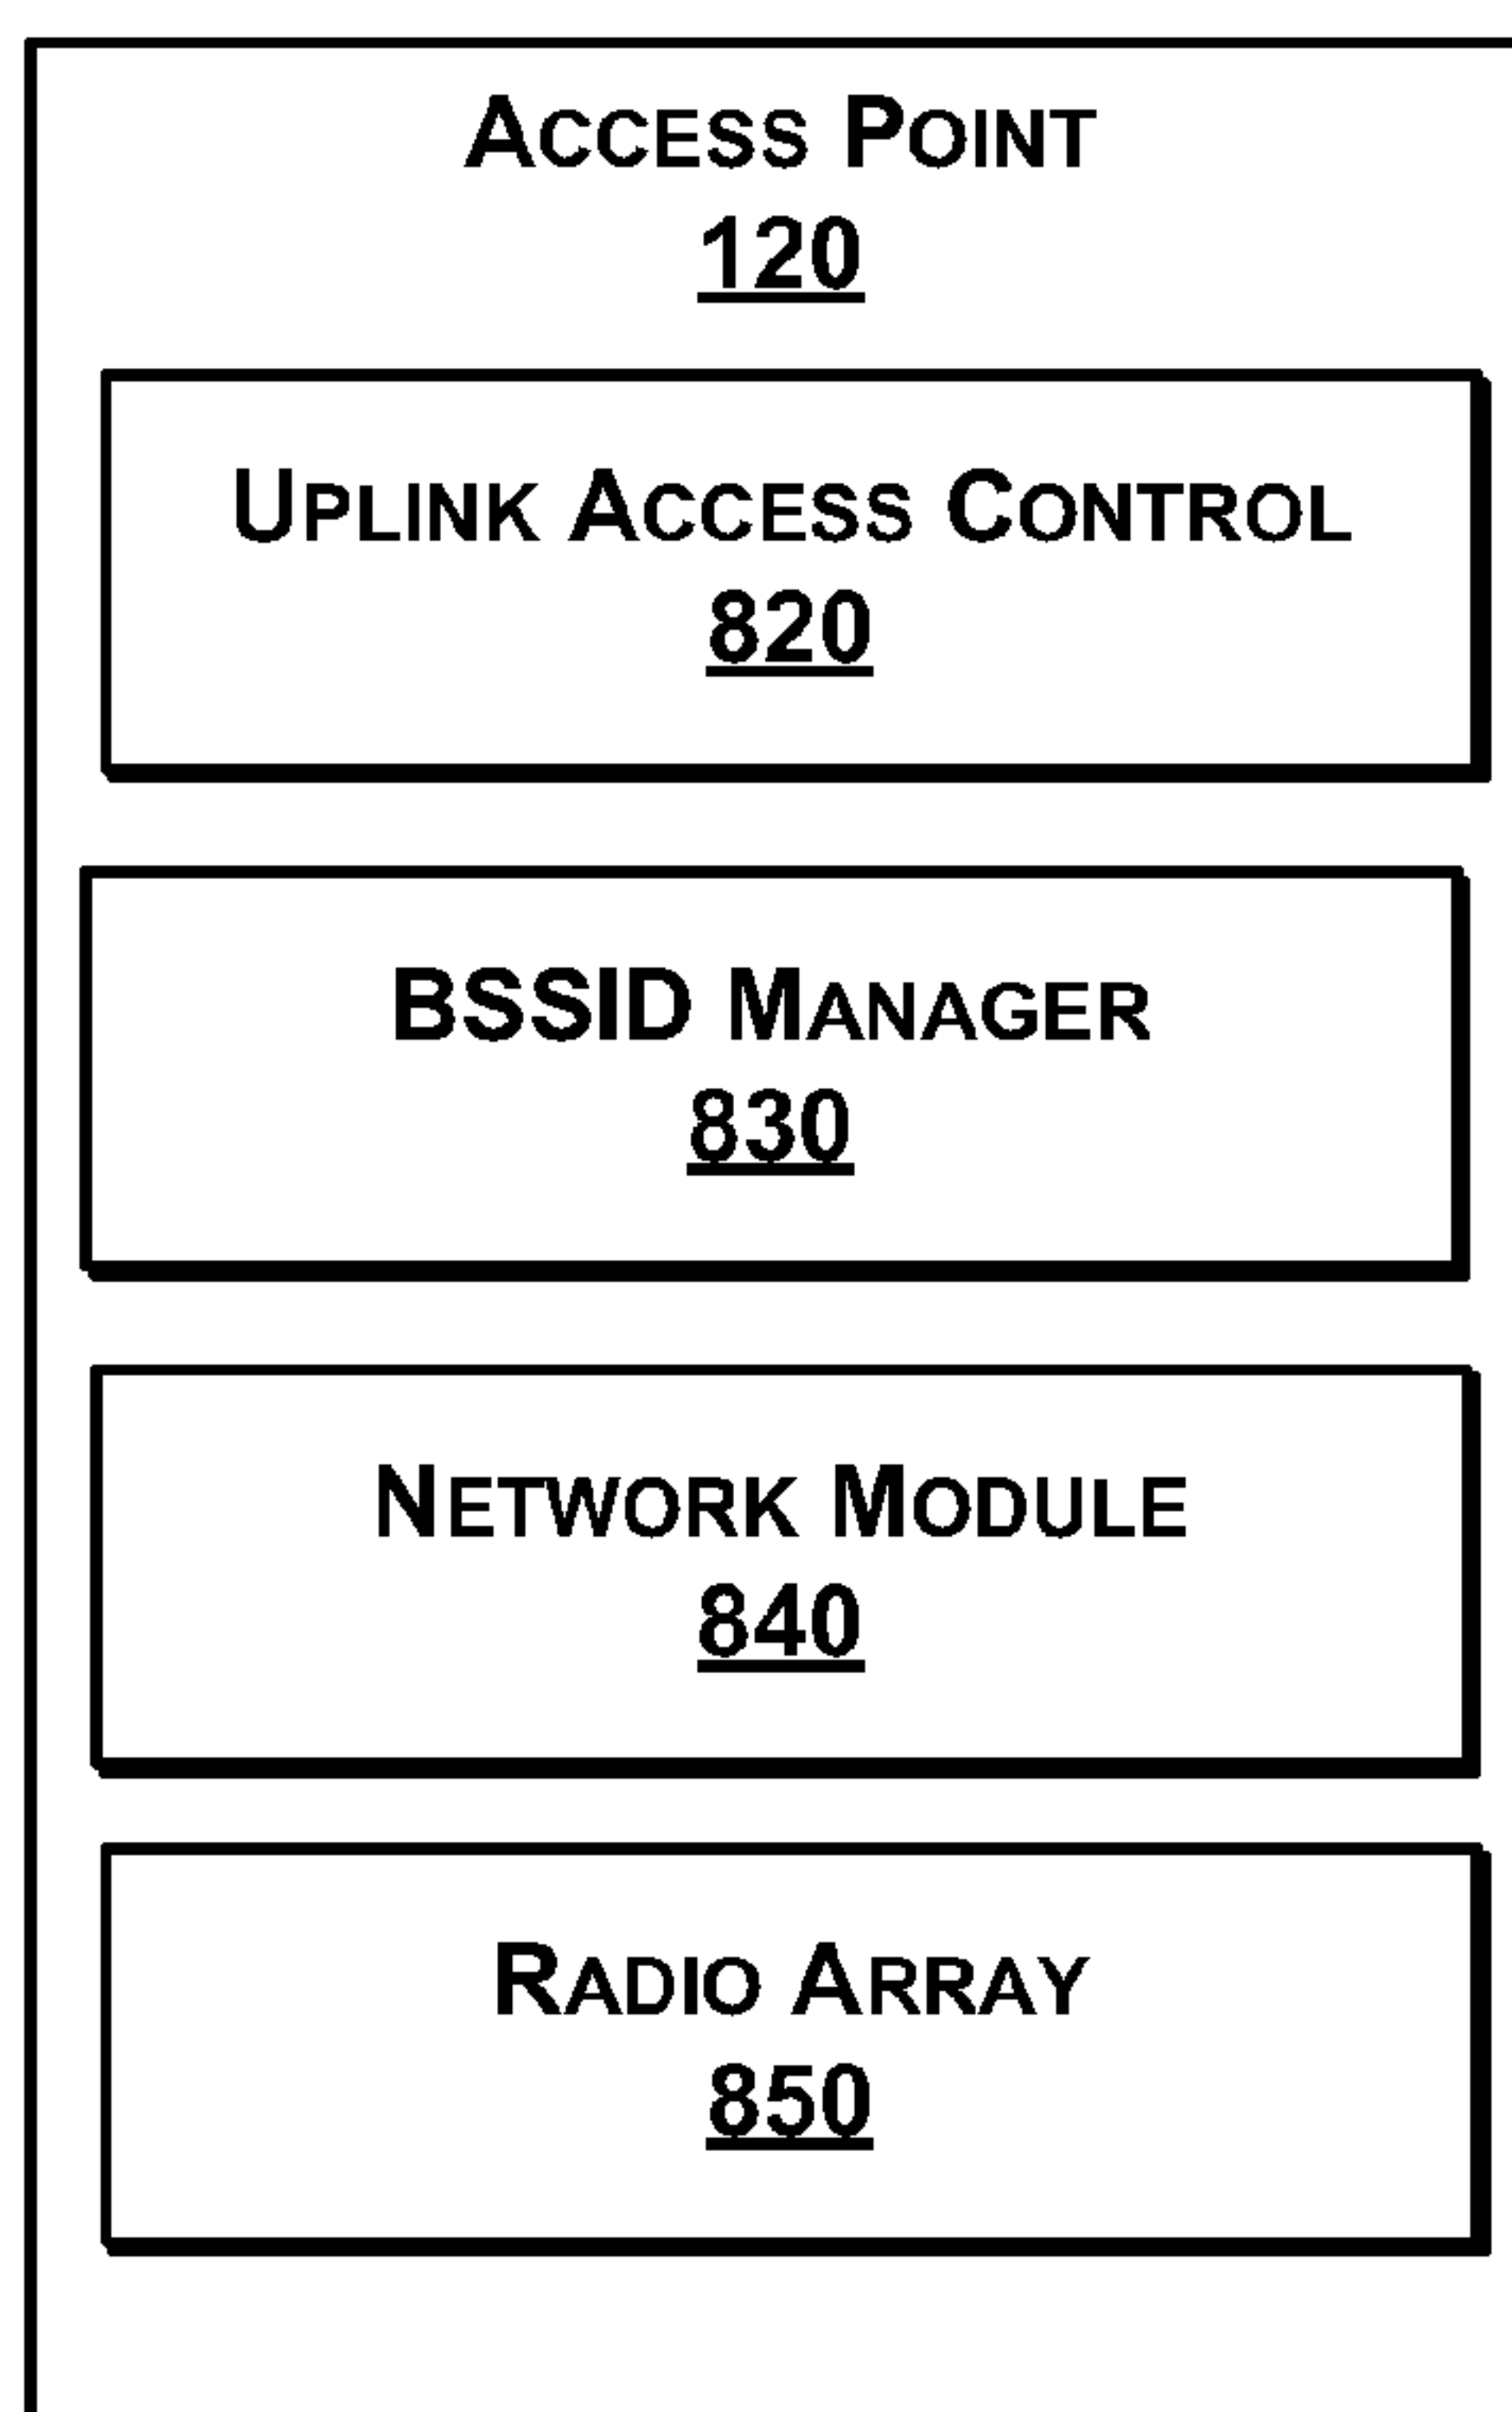 ACCESS POINT
120
UPLINK ACCESS CONTROL
820
BSSID MANAGER
830
NETWORK MODULE
840
RADIO ARRAY
850